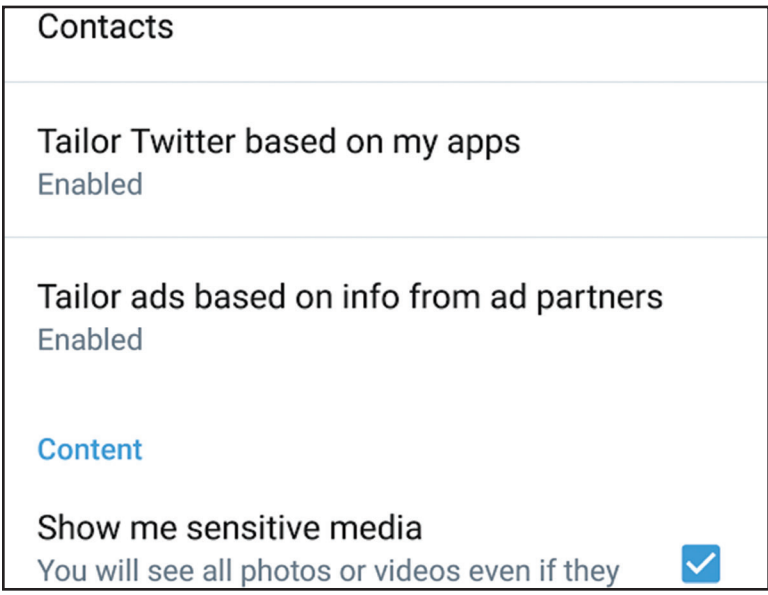 Contacts
Tailor Twitter based on my apps
Enabled
Tailor ads based on info from ad partners
Enabled
Content
Show me sensitive media
You will see all photos or videos even if they